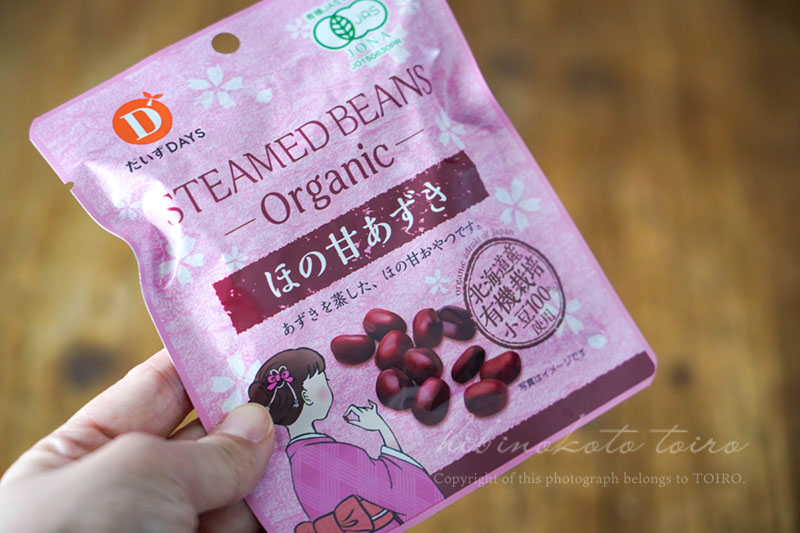 有機JAS
JAS
JONA
JO150630PR
D
だいずDAYS
STEAMED BEANS
Organic
ほの甘あずき
あずきを蒸した、ほの甘おやつです。
北海道産
有機栽培
小豆100%
使用
写真はイメージです
hibinokoto toiro
Copyright of this photograph belongs to TOIRO.